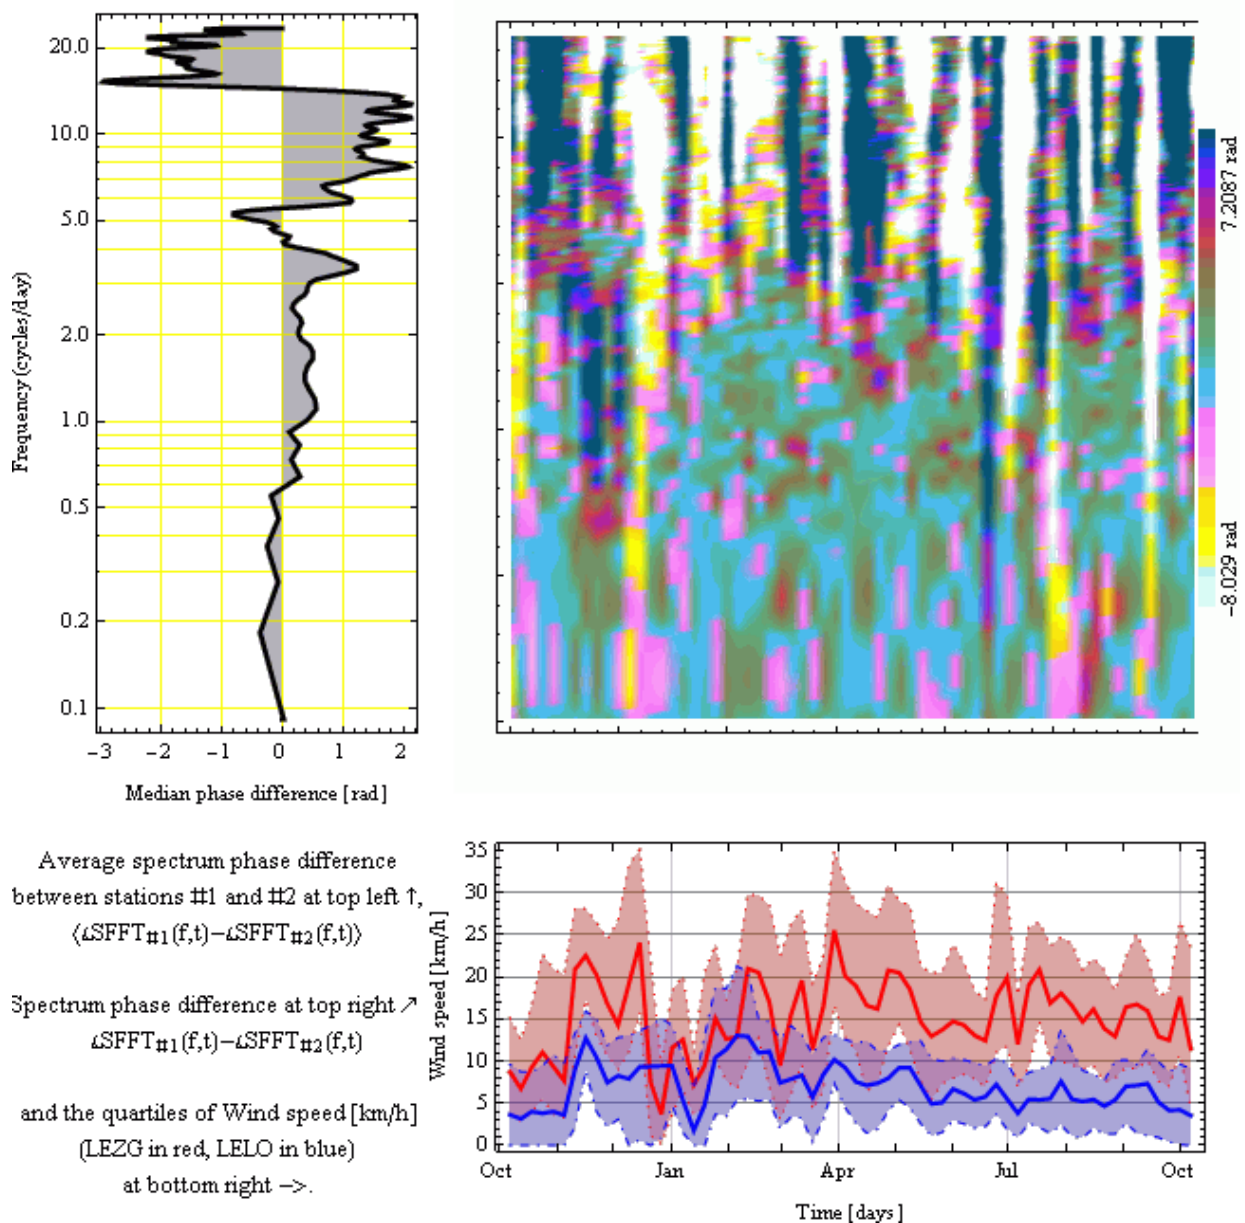 20.0
10.0
5.0
2.0
1.0
0.5
0.2
0.1
Frequency (cycles/day)
−3 −2 −1 0 1 2
Median phase difference [rad]
7.2087 rad
−8.029 rad
Average spectrum phase difference
between stations #1 and #2 at top left ↑,
⟨∠SFFT#1(f,t)−∠SFFT#2(f,t)⟩
Spectrum phase difference at top right ↗
∠SFFT#1(f,t)−∠SFFT#2(f,t)
and the quartiles of Wind speed [km/h]
(LEZG in red, LELO in blue)
at bottom right −>.
35
30
25
20
15
10
5
0
Wind speed [km/h]
Oct Jan Apr Jul Oct
Time [days]